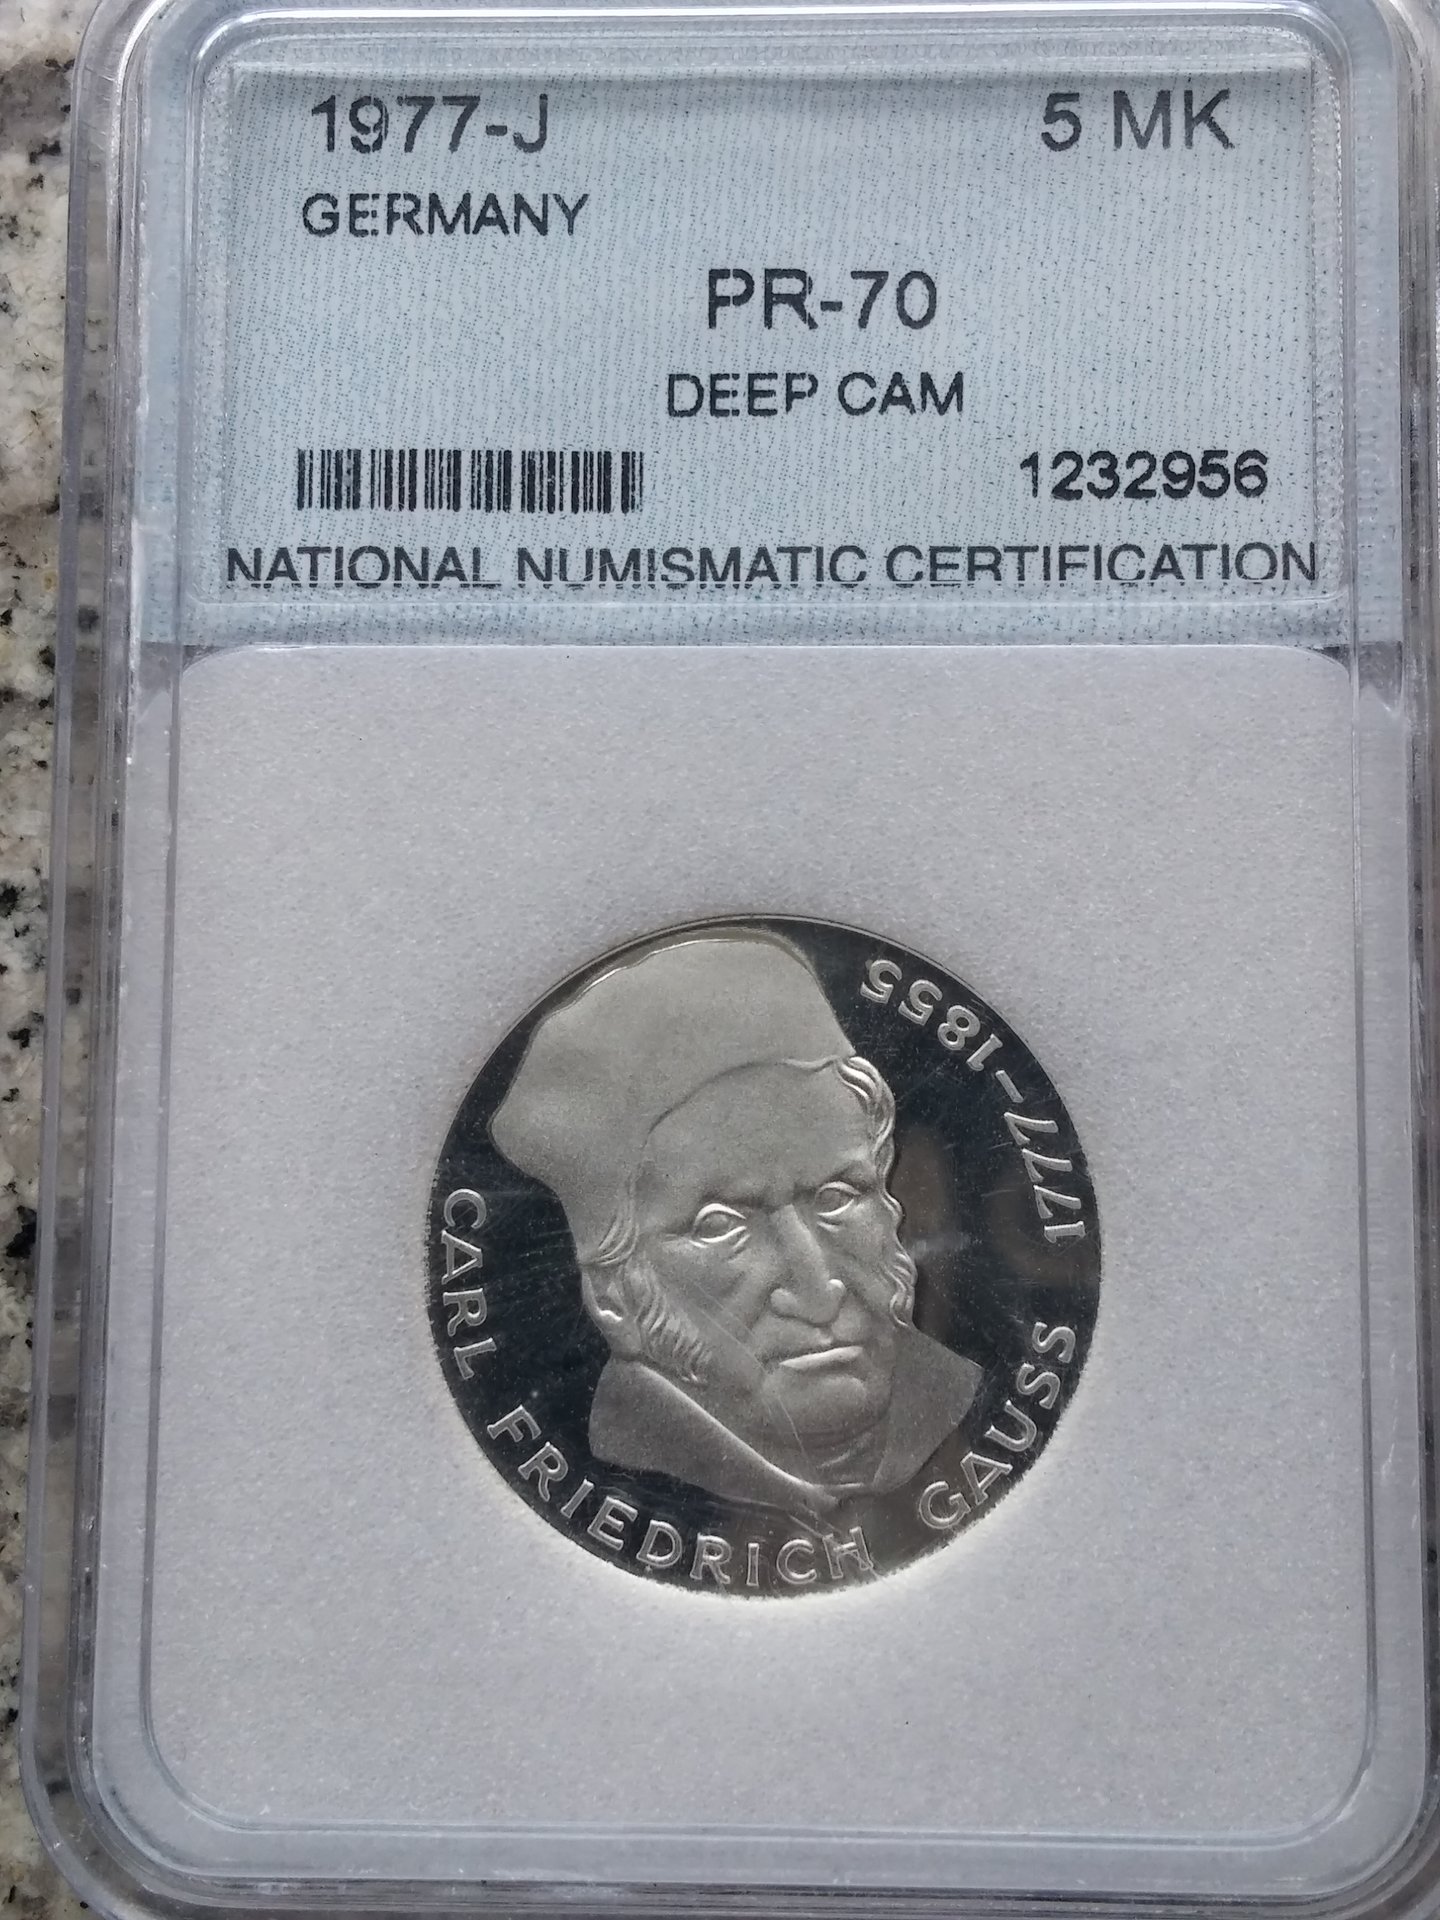 1977-J 5 MK
GERMANY
PR-70
DEEP CAM
1232956
NATIONAL NUMISMATIC CERTIFICATION
CARL FRIEDRICH GAUSS 1777-1855